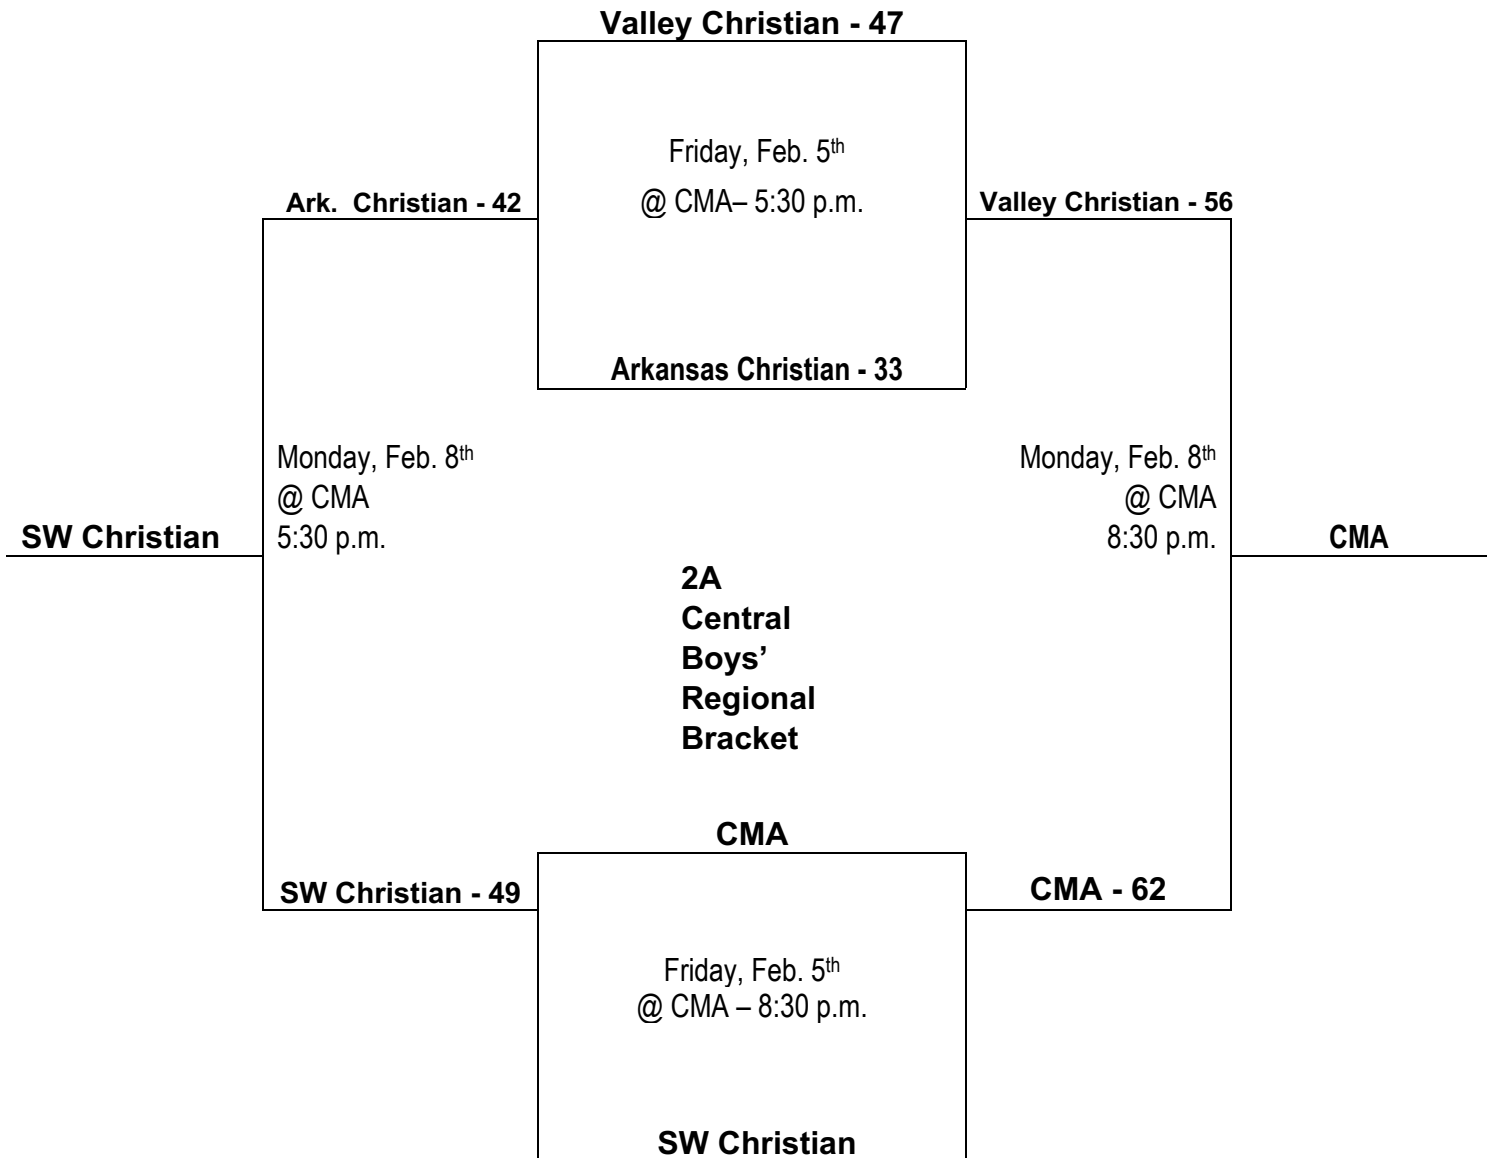 Valley Christian - 47
Friday, Feb. 5th
@ CMA– 5:30 p.m.
Ark.  Christian - 42
Valley Christian - 56
Arkansas Christian - 33
Monday, Feb. 8th
@ CMA
5:30 p.m.
Monday, Feb. 8th
@ CMA
8:30 p.m.
SW Christian
CMA
2A
Central
Boys’
Regional
Bracket
CMA
SW Christian - 49
CMA - 62
Friday, Feb. 5th
@ CMA – 8:30 p.m.
SW Christian